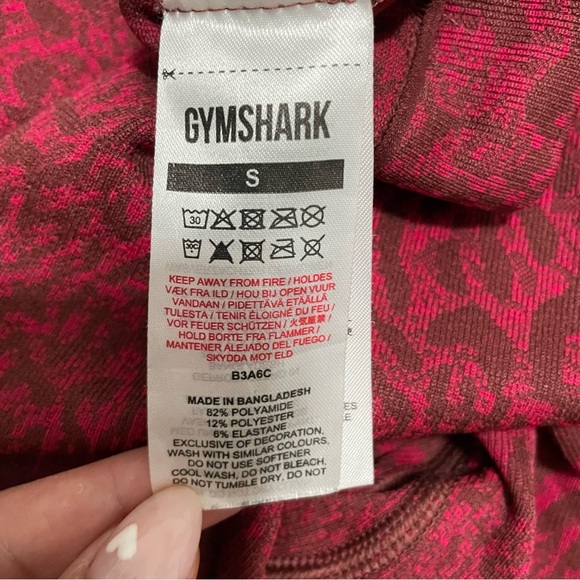 GYMSHARK
S
30
KEEP AWAY FROM FIRE / HOLDES
VÆK FRA ILD / HOU BIJ OPEN VUUR
VANDAAN / PIDETTÄVÄ ETÄÄLLÄ
TULESTA / TENIR ÉLOIGNÉ DU FEU /
VOR FEUER SCHÜTZEN / 火気厳禁 /
HOLD BORTE FRA FLAMMER /
MANTENER ALEJADO DEL FUEGO /
SKYDDA MOT ELD
B3A6C
MADE IN BANGLADESH
82% POLYAMIDE
12% POLYESTER
6% ELASTANE
EXCLUSIVE OF DECORATION,
WASH WITH SIMILAR COLOURS,
DO NOT USE SOFTENER
COOL WASH, DO NOT BLEACH,
DO NOT TUMBLE DRY, DO NOT